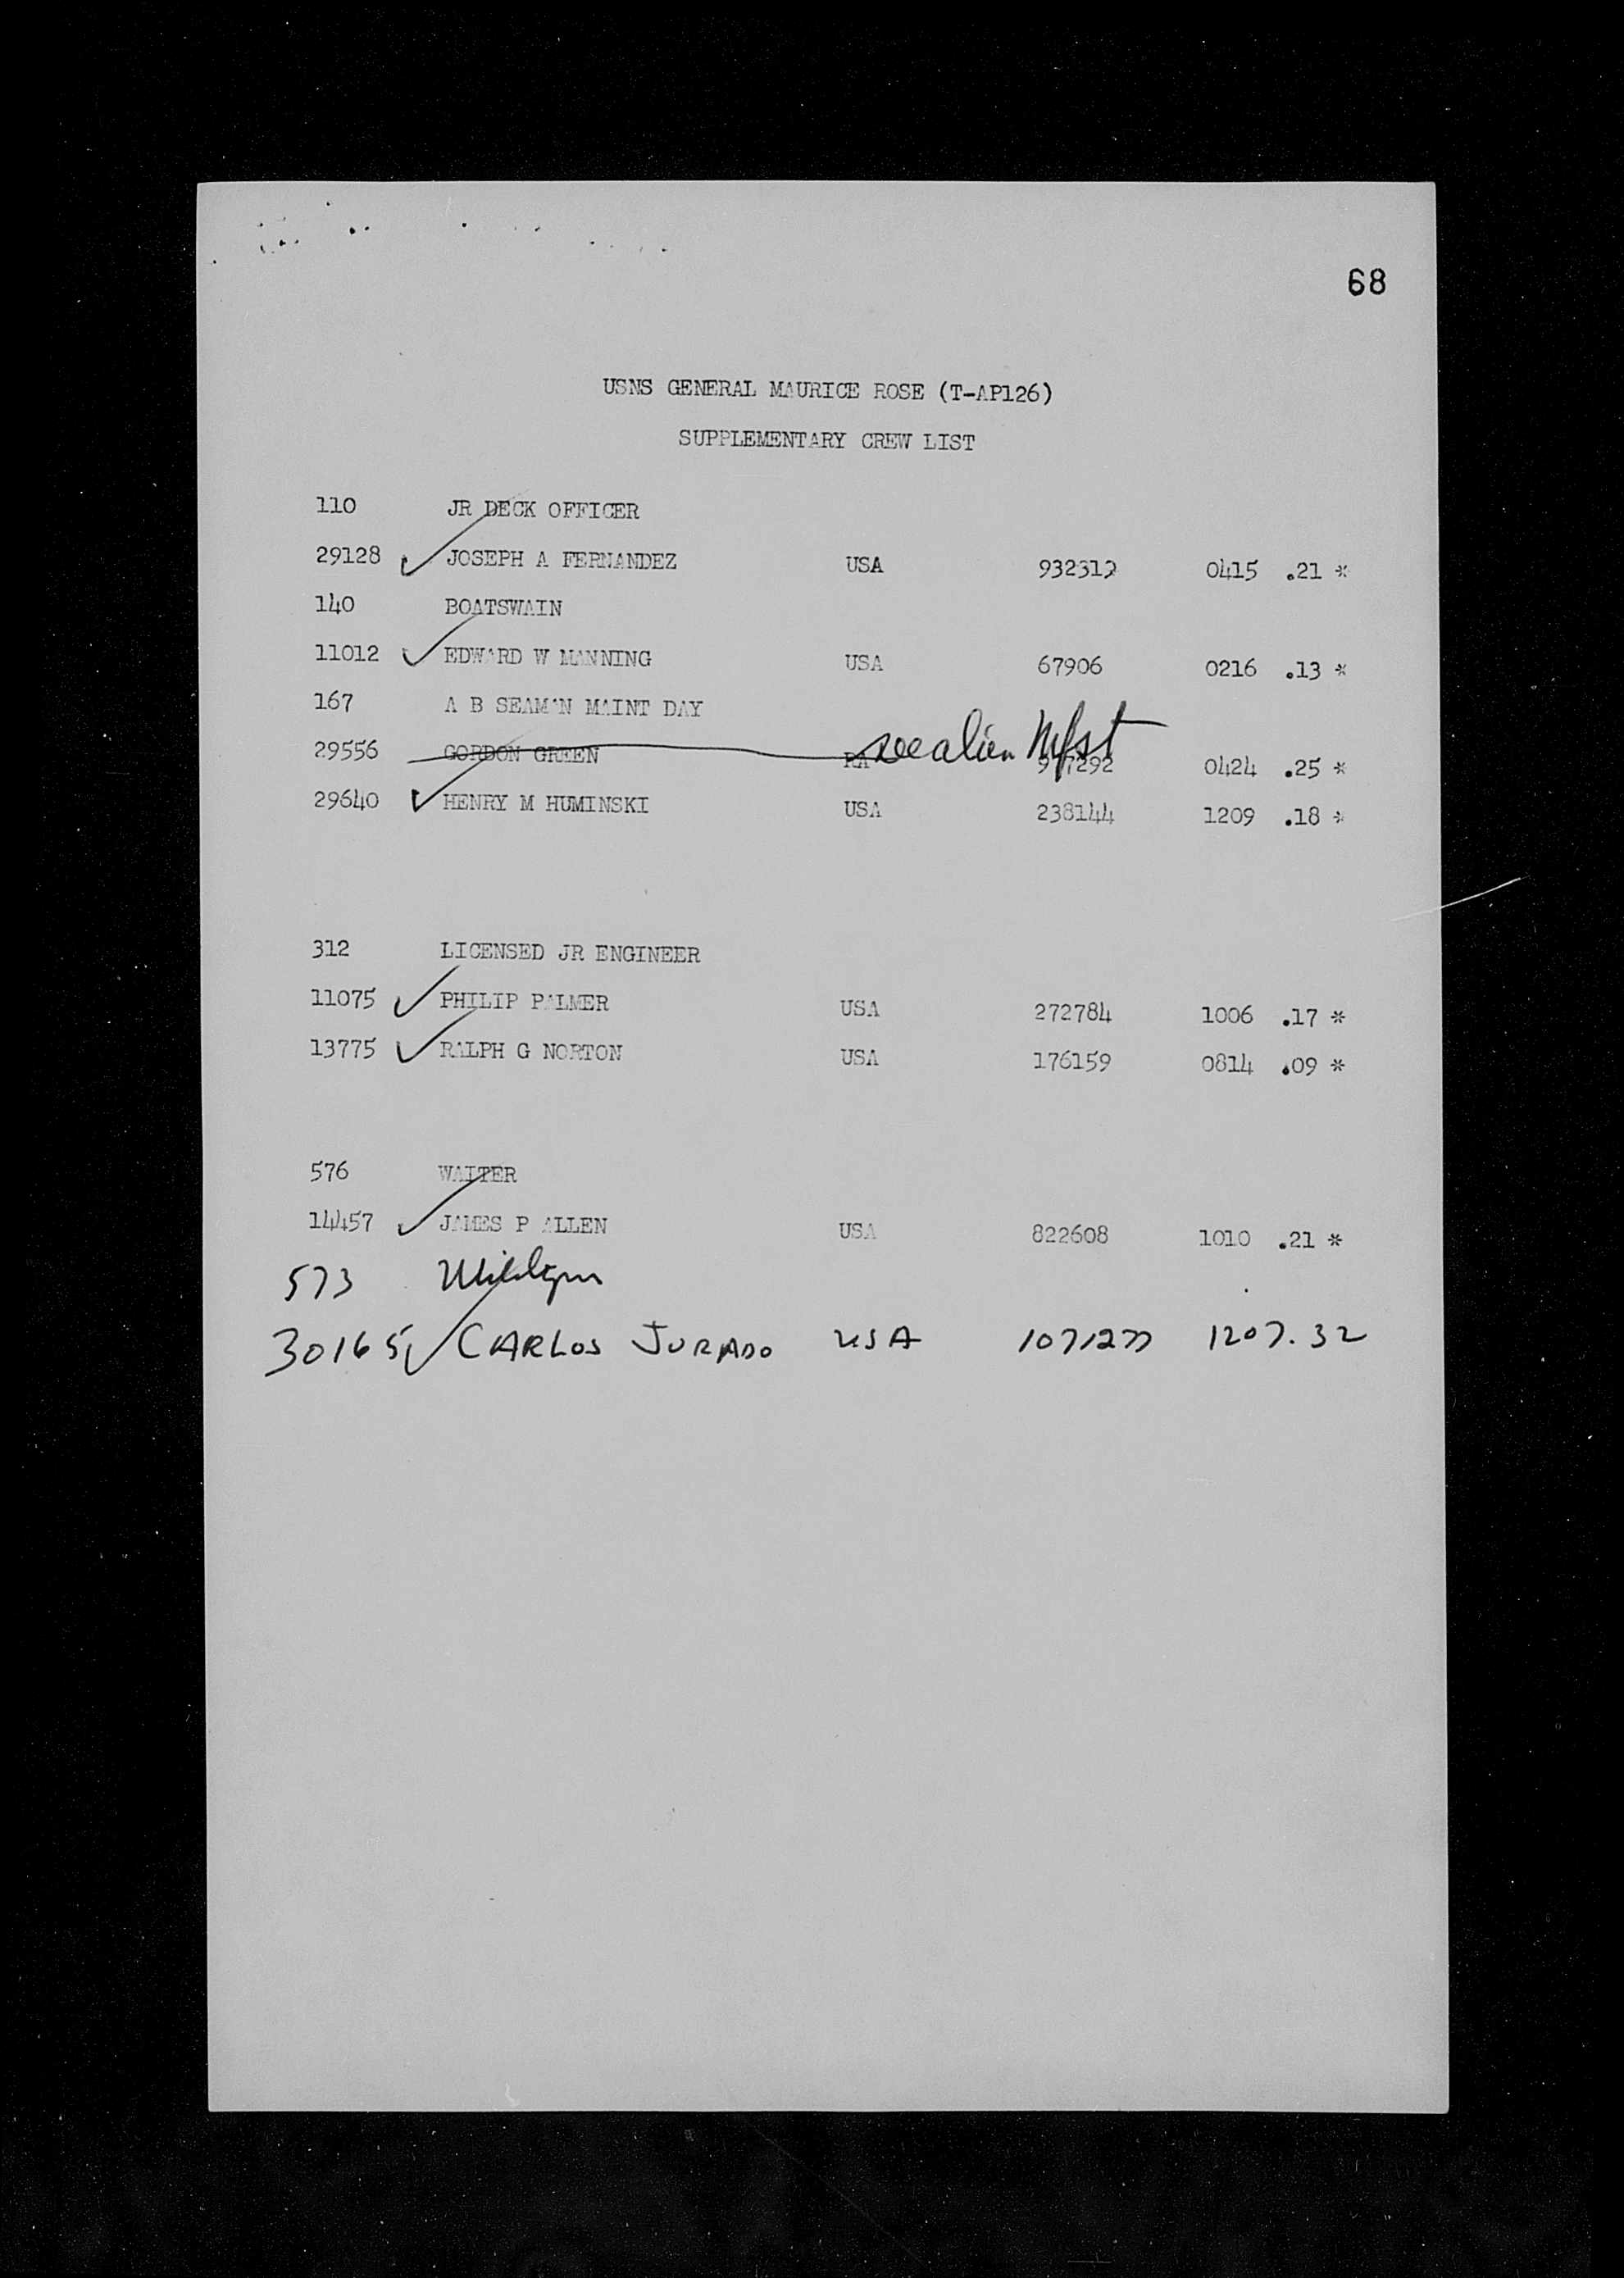 68
USNS GENERAL MAURICE ROSE (T-AP126)
SUPPLEMENTARY CREW LIST
110 JR DECK OFFICER
29128 JOSEPH A FERNANDEZ USA 932312 0415 .21 *
140 BOATSWAIN
11012 EDWARD W MANNING USA 67906 0216 .13 *
167 A B SEAMAN MAINT DAY
see alien Mfst
29556 GORDON GREEN 0424 .25 *
29640 HENRY M HUMINSKI USA 238144 1209 .18 *
312 LICENSED JR ENGINEER
11075 PHILIP PALMER USA 272784 1006 .17 *
13775 RALPH G NORTON USA 176159 0814 .09 *
576 WAITER
14457 JAMES P ALLEN USA 822608 1010 .21 *
573
30165 CARLOS JURADO USA 1071277 1207.32